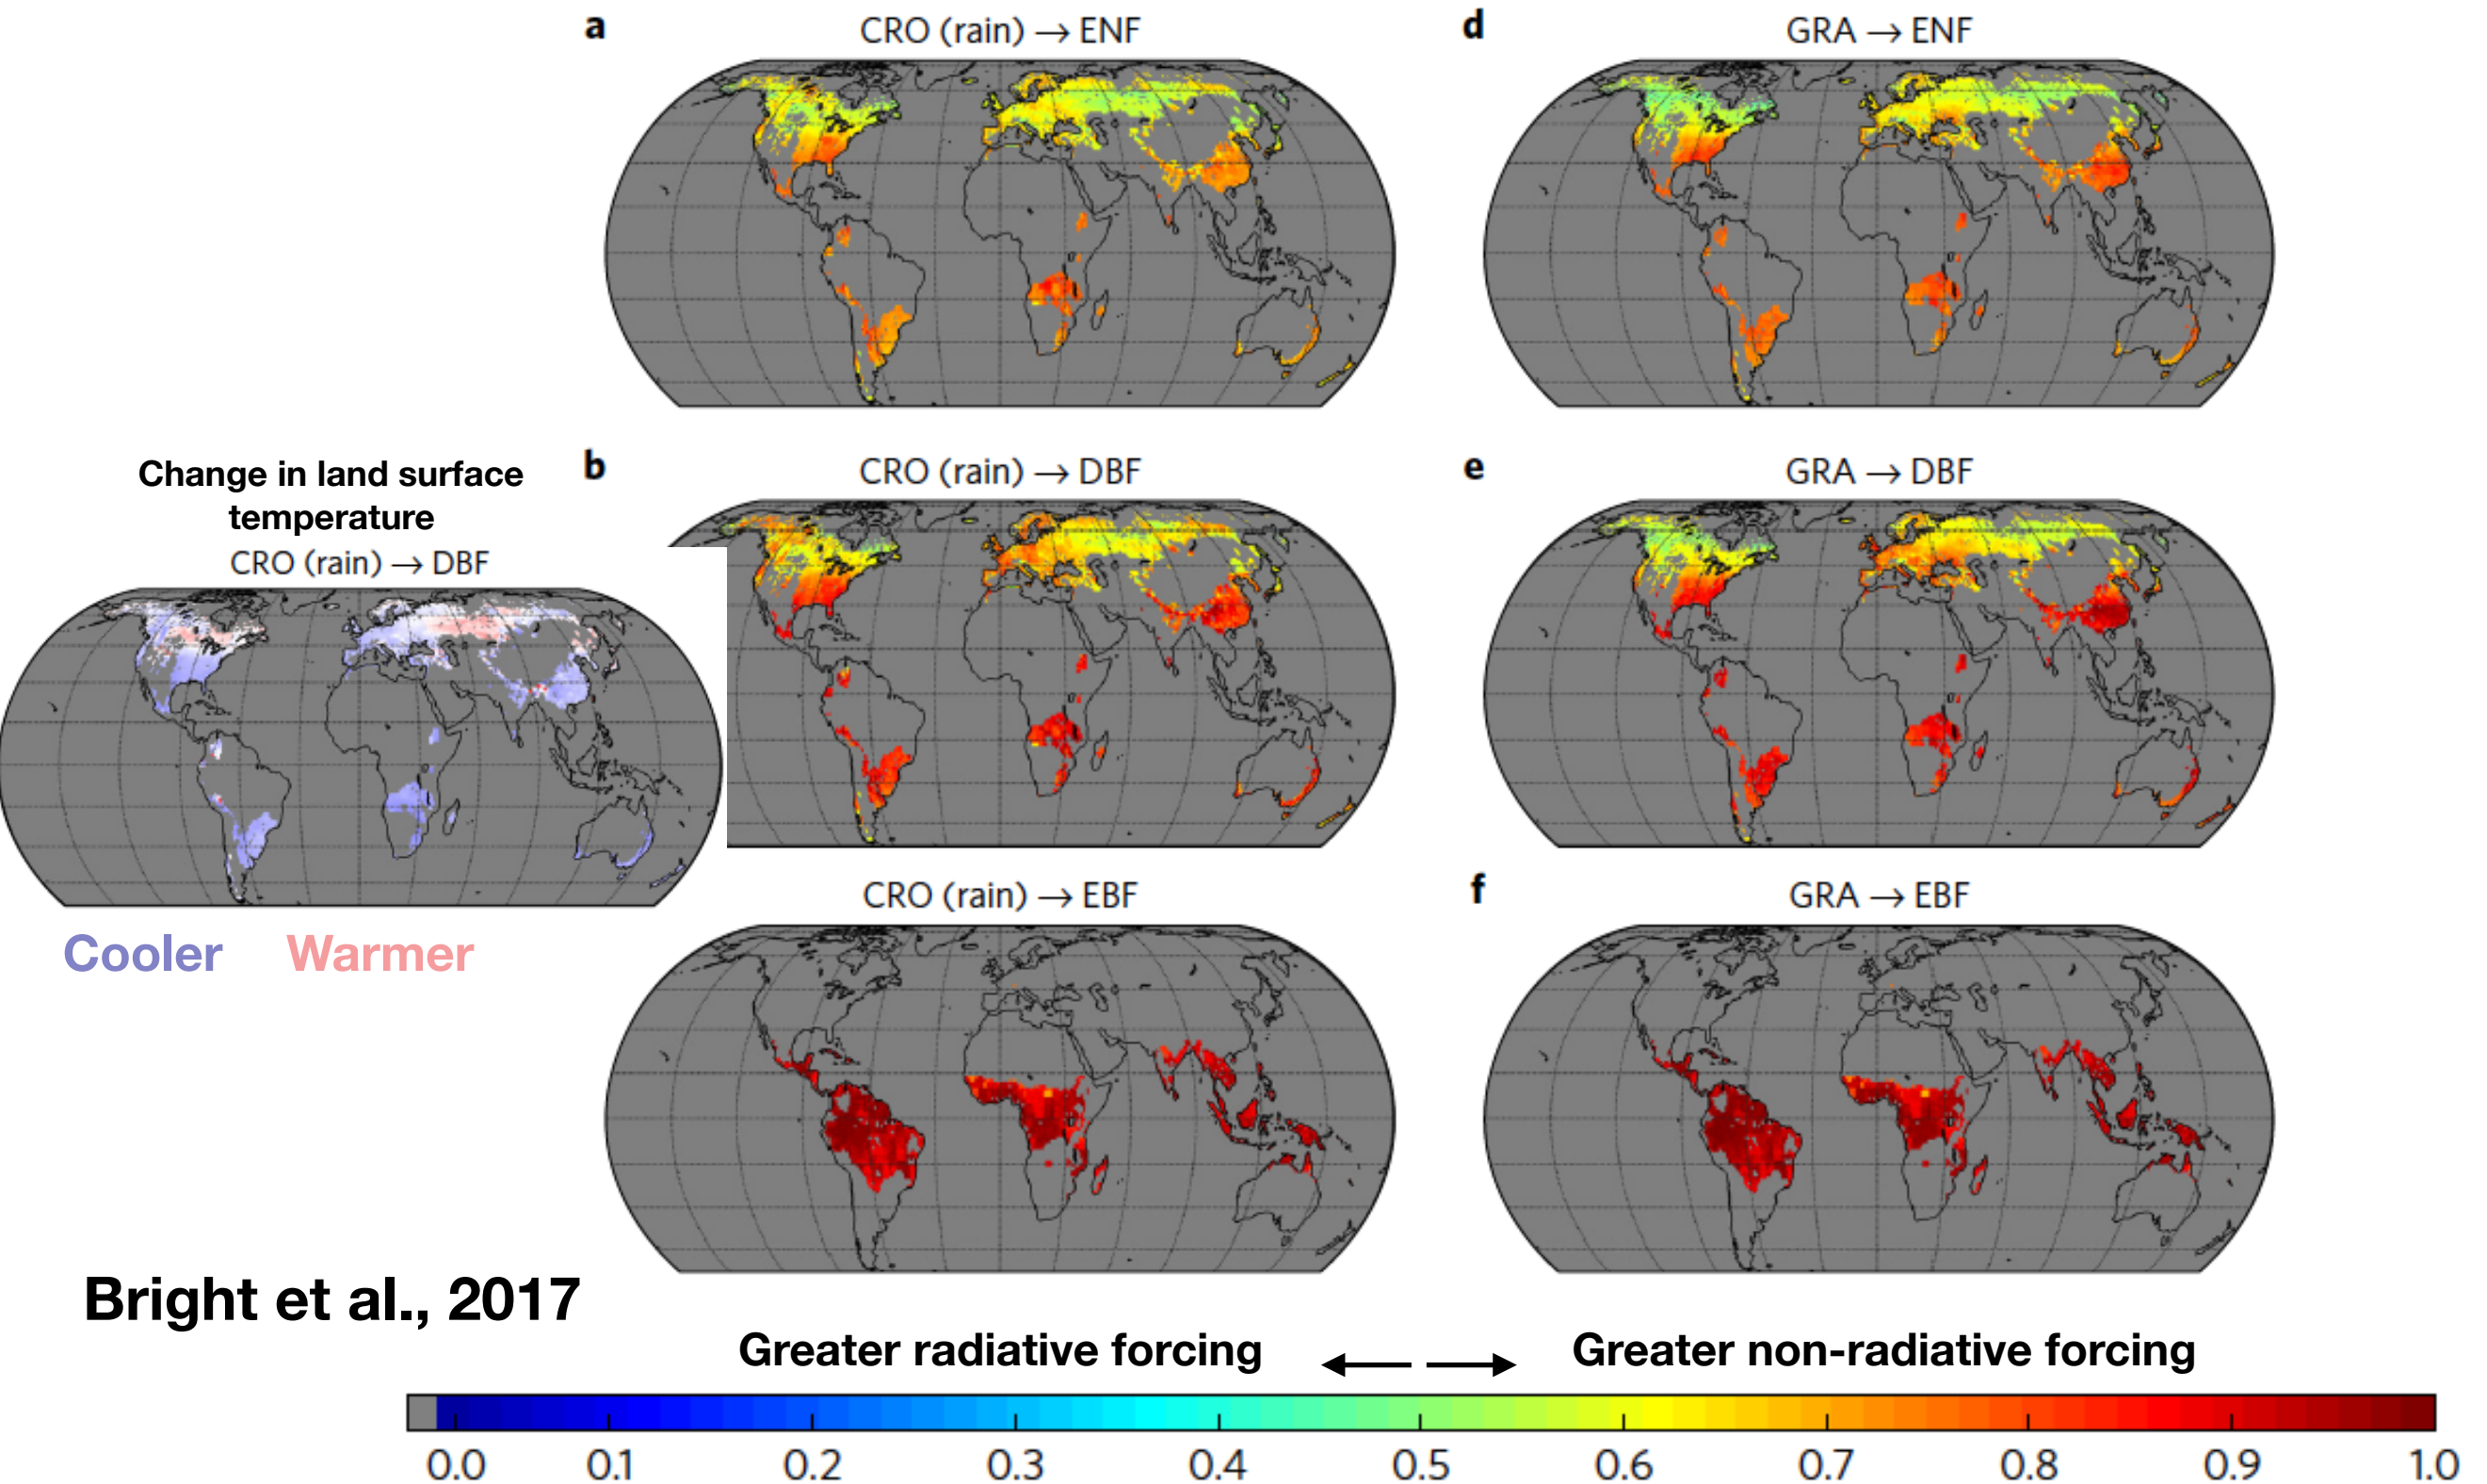 a
CRO (rain) → ENF
d
GRA → ENF
Change in land surface
temperature
CRO (rain) → DBF
Cooler
Warmer
b
CRO (rain) → DBF
e
GRA → DBF
CRO (rain) → EBF
f
GRA → EBF
Bright et al., 2017
Greater radiative forcing
Greater non-radiative forcing
0.0 0.1 0.2 0.3 0.4 0.5 0.6 0.7 0.8 0.9 1.0